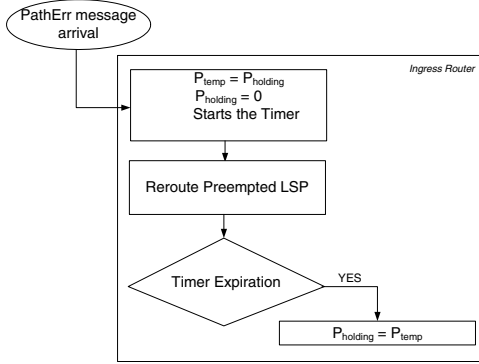 PathErr message
arrival
Ingress Router
P_temp = P_holding
P_holding = 0
Starts the Timer
Reroute Preempted LSP
Timer Expiration
YES
P_holding = P_temp